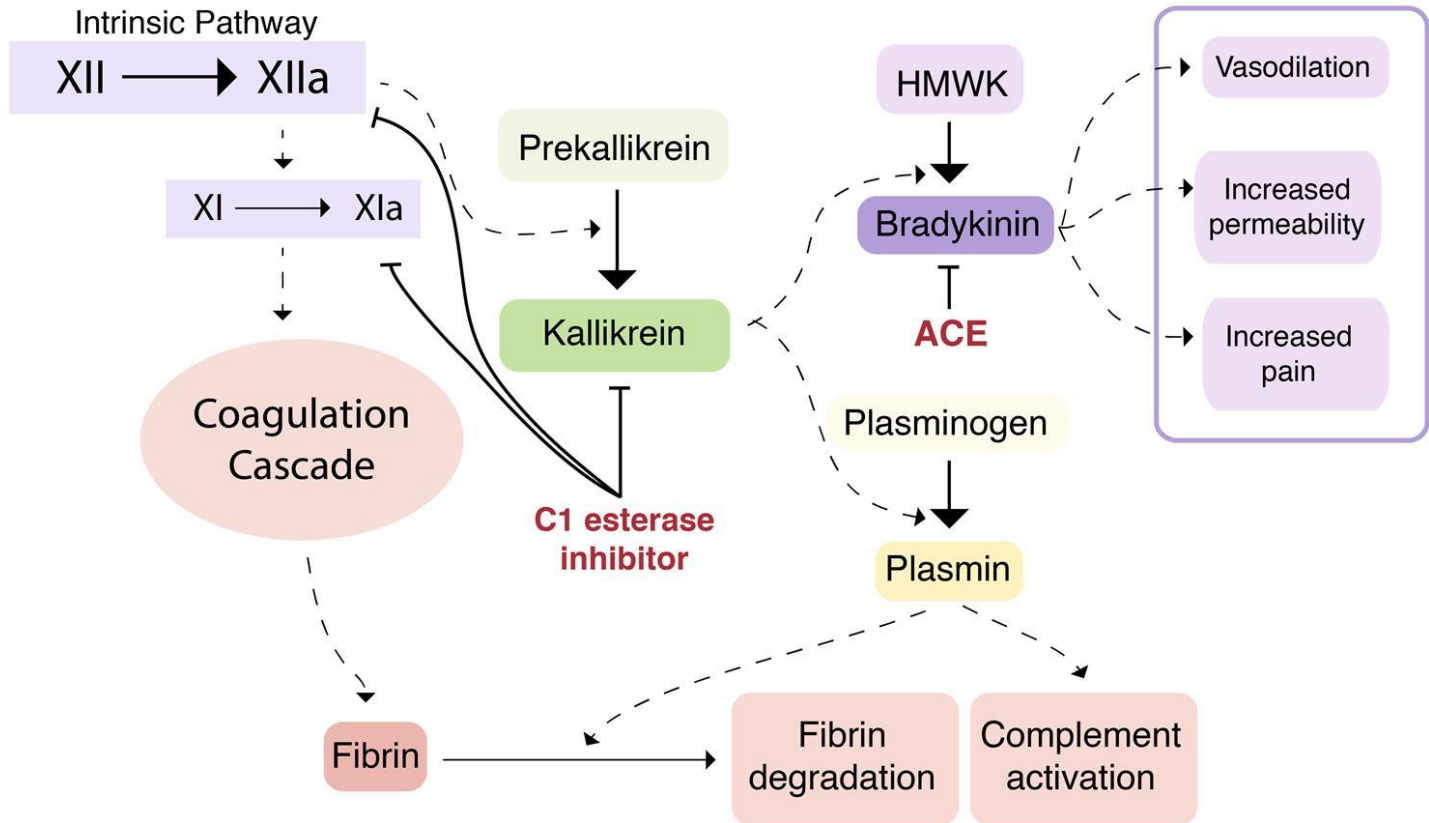 Intrinsic Pathway
XII XIIa
XI XIa
Coagulation
Cascade
Prekallikrein
Kallikrein
C1 esterase
inhibitor
HMWK
Bradykinin
ACE
Plasminogen
Plasmin
Vasodilation
Increased
permeability
Increased
pain
Fibrin
Fibrin
degradation
Complement
activation